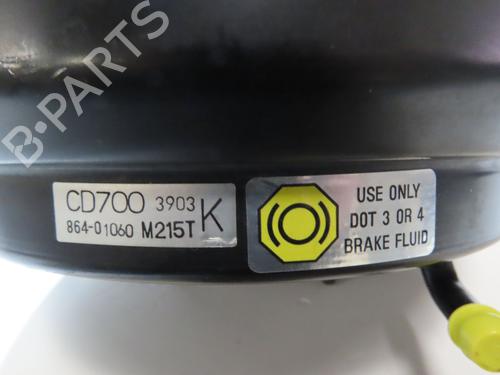 B-PARTS
CD700 3903 K
864-01060 M215T
USE ONLY
DOT 3 OR 4
BRAKE FLUID